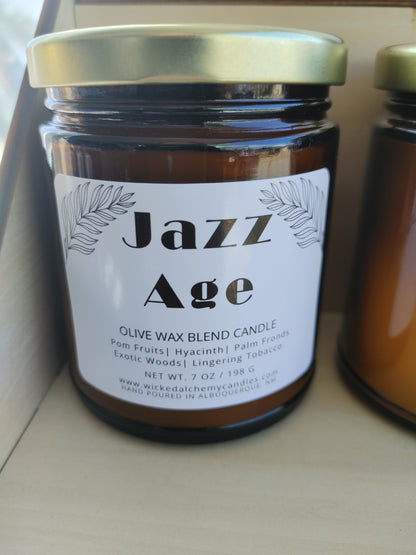 Jazz
Age
OLIVE WAX BLEND CANDLE
Pom Fruits| Hyacinth| Palm Fronds
Exotic Woods| Lingering Tobacco
NET WT. 7 OZ / 198 G
www.wickedalchemycandles.com
HAND POURED IN ALBUQUERQUE, NM